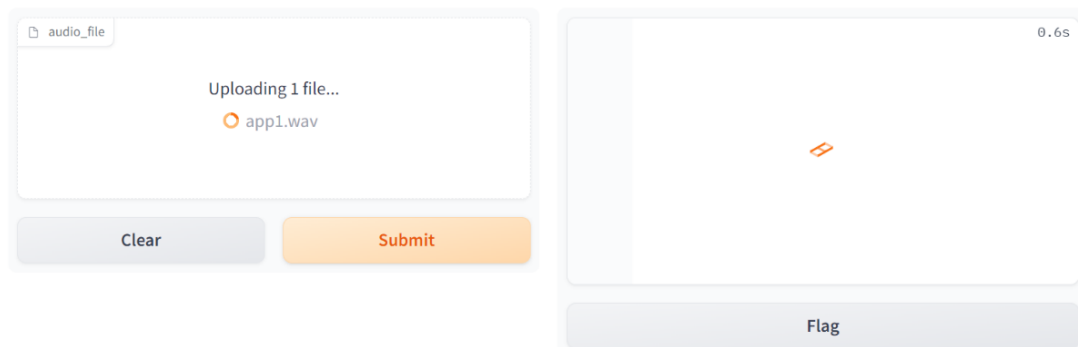 audio_file
Uploading 1 file...
app1.wav
Clear
Submit
0.6s
Flag